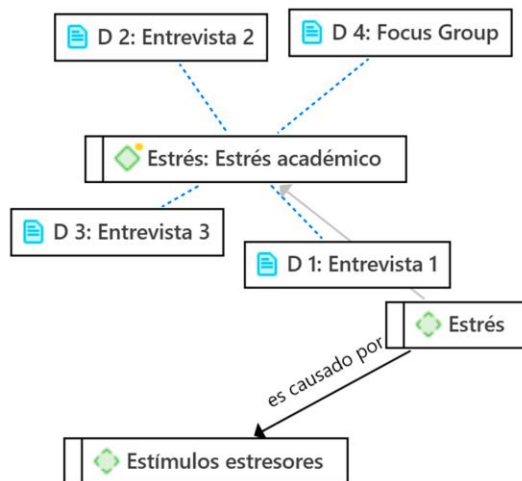 D 2: Entrevista 2
D 4: Focus Group
Estrés: Estrés académico
D 3: Entrevista 3
D 1: Entrevista 1
Estrés
es causado por
Estímulos estresores